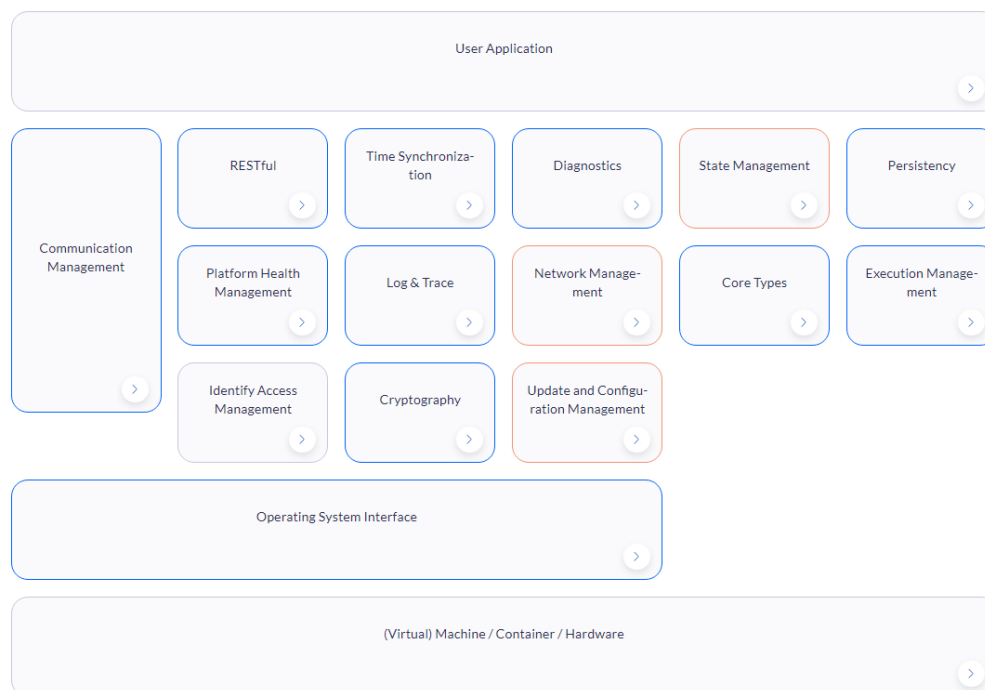 User Application
RESTful
Time Synchroniza-
tion
Diagnostics
State Management
Persistency
Communication
Management
Platform Health
Management
Log & Trace
Network Manage-
ment
Core Types
Execution Manage-
ment
Identify Access
Management
Cryptography
Update and Configu-
ration Management
Operating System Interface
(Virtual) Machine / Container / Hardware